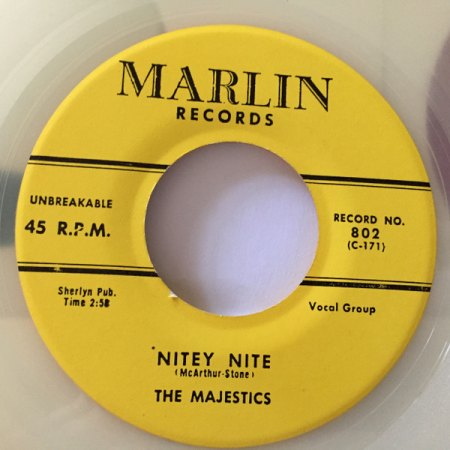 MARLIN
RECORDS
UNBREAKABLE
45 R.P.M.
RECORD NO.
802
(C-171)
Sherlyn Pub.
Time 2:58
Vocal Group
NITEY NITE
(McArthur-Stone)
THE MAJESTICS